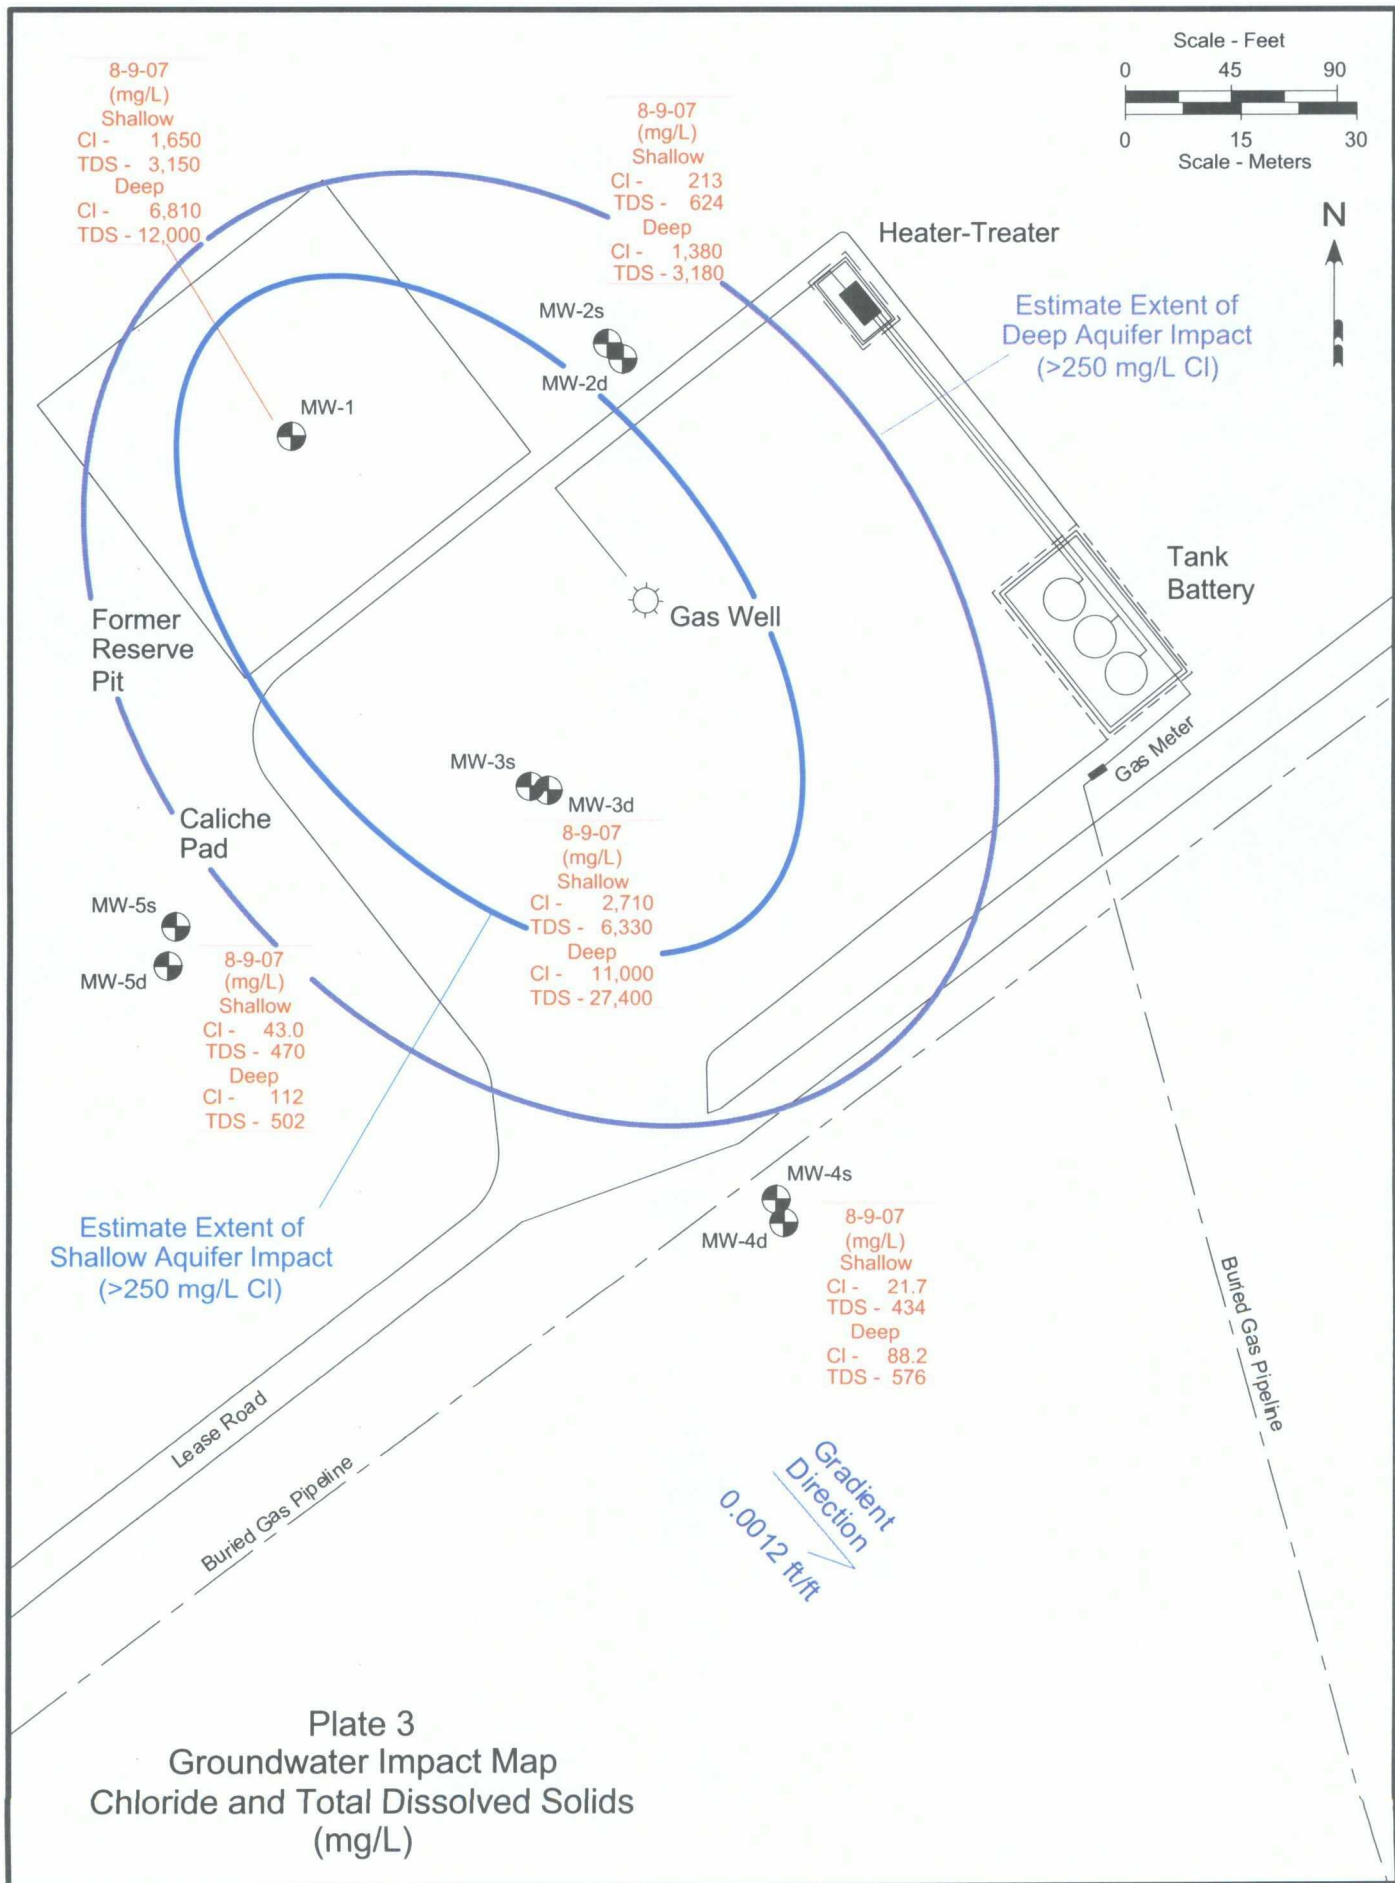 Scale - Feet
0 45 90
0 15 30
Scale - Meters
N
8-9-07
(mg/L)
Shallow
Cl - 1,650
TDS - 3,150
Deep
Cl - 6,810
TDS - 12,000
8-9-07
(mg/L)
Shallow
Cl - 213
TDS - 624
Deep
Cl - 1,380
TDS - 3,180
Heater-Treater
Estimate Extent of
Deep Aquifer Impact
(>250 mg/L Cl)
MW-2s
MW-2d
MW-1
Tank
Battery
Gas Well
Former
Reserve
Pit
Gas Meter
MW-3s
MW-3d
8-9-07
(mg/L)
Shallow
Cl - 2,710
TDS - 6,330
Deep
Cl - 11,000
TDS - 27,400
Caliche
Pad
MW-5s
MW-5d
8-9-07
(mg/L)
Shallow
Cl - 43.0
TDS - 470
Deep
Cl - 112
TDS - 502
MW-4s
MW-4d
8-9-07
(mg/L)
Shallow
Cl - 21.7
TDS - 434
Deep
Cl - 88.2
TDS - 576
Estimate Extent of
Shallow Aquifer Impact
(>250 mg/L Cl)
Buried Gas Pipeline
Lease Road
Buried Gas Pipeline
Gradient
Direction
0.0012 ft/ft
Plate 3
Groundwater Impact Map
Chloride and Total Dissolved Solids
(mg/L)